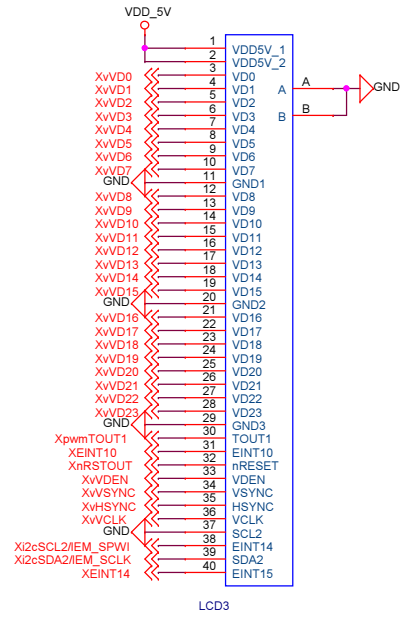 VDD_5V
1 VDD5V_1
2 VDD5V_2
XvVD0 3 VD0
XvVD1 4 VD1 A A GND
XvVD2 5 VD2
XvVD3 6 VD3 B B
XvVD4 7 VD4
XvVD5 8 VD5
XvVD6 9 VD6
XvVD7 10 VD7
GND 11 GND1
XvVD8 12 VD8
XvVD9 13 VD9
XvVD10 14 VD10
XvVD11 15 VD11
XvVD12 16 VD12
XvVD13 17 VD13
XvVD14 18 VD14
XvVD15 19 VD15
GND 20 GND2
XvVD16 21 VD16
XvVD17 22 VD17
XvVD18 23 VD18
XvVD19 24 VD19
XvVD20 25 VD20
XvVD21 26 VD21
XvVD22 27 VD22
XvVD23 28 VD23
GND 29 GND3
XpwmTOUT1 30 TOUT1
XEINT10 31 EINT10
XnRSTOUT 32 nRESET
XvVDEN 33 VDEN
XvVSYNC 34 VSYNC
XvHSYNC 35 HSYNC
XvVCLK 36 VCLK
GND 37 SCL2
Xi2cSCL2/IEM_SPWI 38 EINT14
Xi2cSDA2/IEM_SCLK 39 SDA2
XEINT14 40 EINT15
LCD3